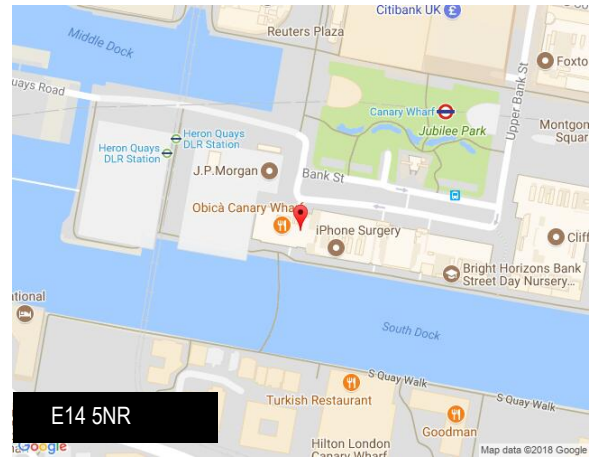 Citibank UK £
Reuters Plaza
Middle Dock
Foxto
uays Road
Upper Bank St
Canary Wharf
Jubilee Park
Montgom
Squar
Heron Quays
DLR Station
Heron Quays
DLR Station
J.P.Morgan
Bank St
Obicà Canary Wharf
iPhone Surgery
Cliff
Bright Horizons Bank
Street Day Nursery...
national
South Dock
S Quay Walk
Turkish Restaurant
S Quay Walk
E14 5NR
Goodman
Google
Hilton London
Canary Wharf
Map data ©2018 Google